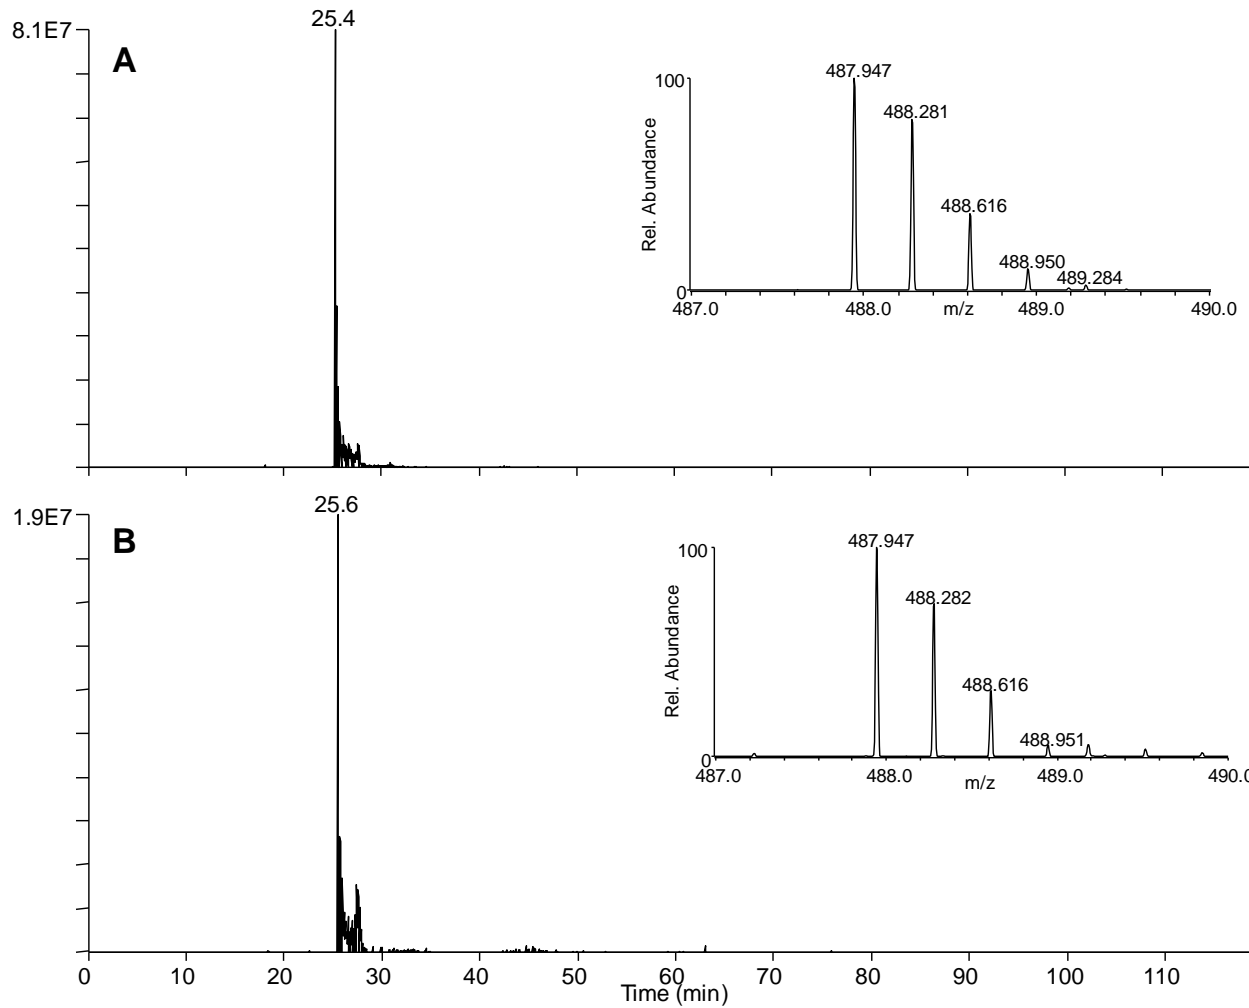 25.4
8.1E7
A
487.947
100
488.281
Rel. Abundance
488.616
488.950
489.284
0
487.0 488.0 m/z 489.0 490.0
25.6
1.9E7
B
487.947
100
488.282
Rel. Abundance
488.616
488.951
0
487.0 488.0 m/z 489.0 490.0
0 10 20 30 40 50 60 70 80 90 100 110
Time (min)